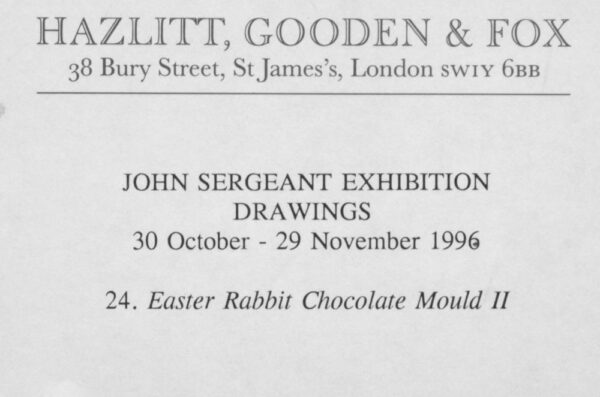 HAZLITT, GOODEN & FOX
38 Bury Street, St James's, London SW1Y 6BB
JOHN SERGEANT EXHIBITION
DRAWINGS
30 October - 29 November 1996
24. Easter Rabbit Chocolate Mould II